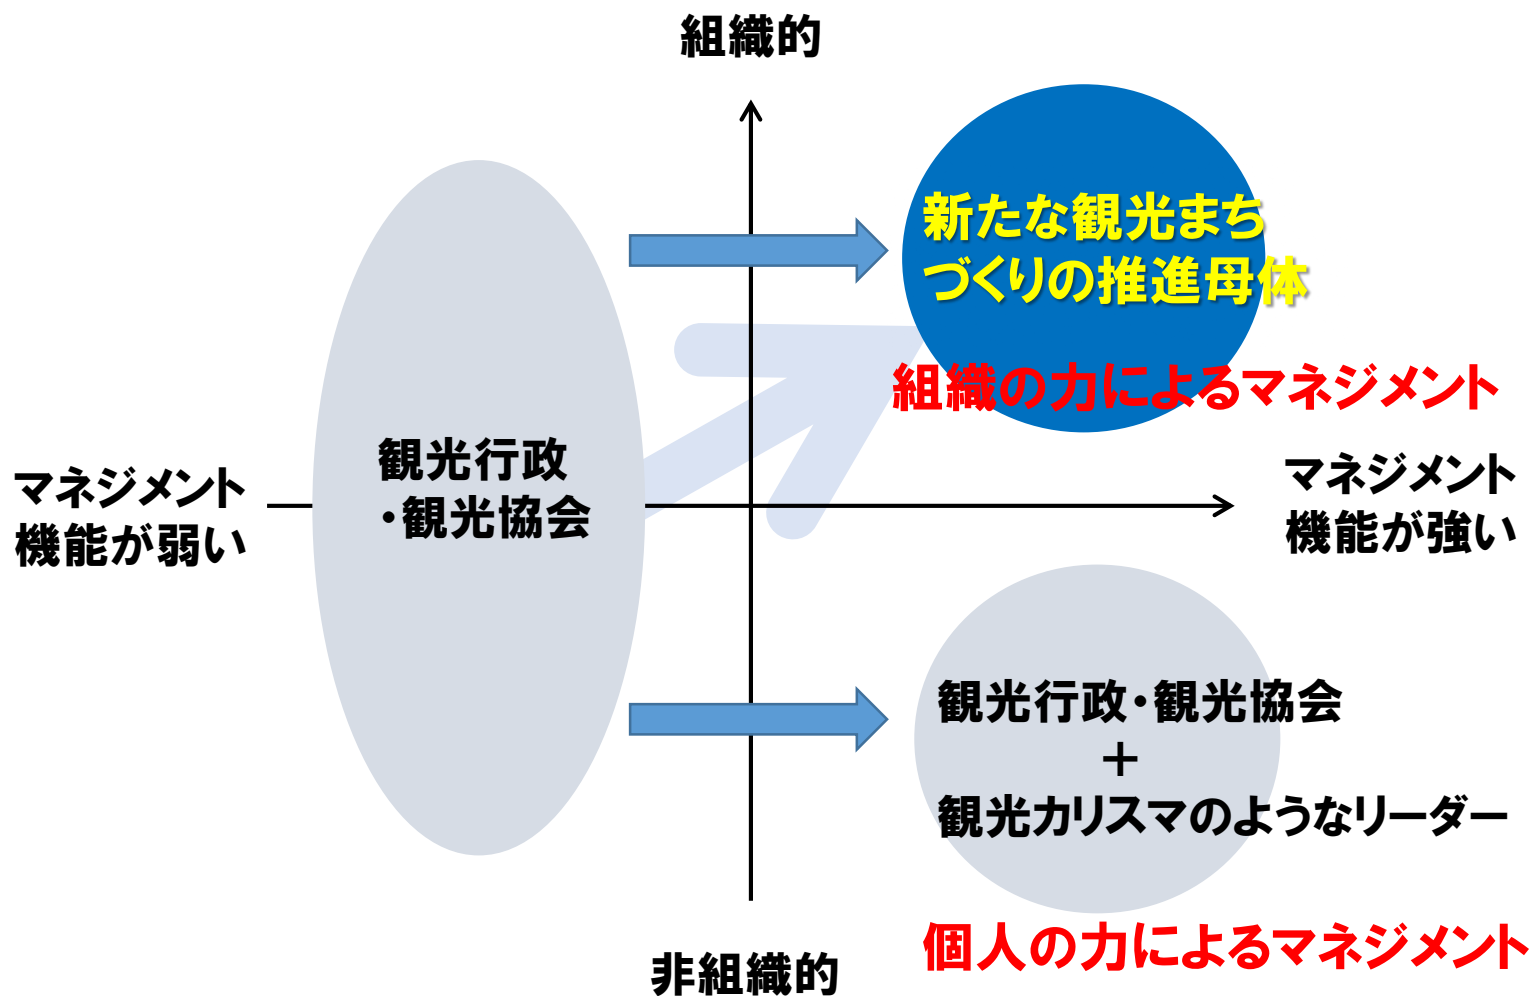 組織的
新たな観光まち
づくりの推進母体
組織の力によるマネジメント
観光行政
・観光協会
マネジメント
機能が弱い
マネジメント
機能が強い
観光行政・観光協会
＋
観光カリスマのようなリーダー
個人の力によるマネジメント
非組織的